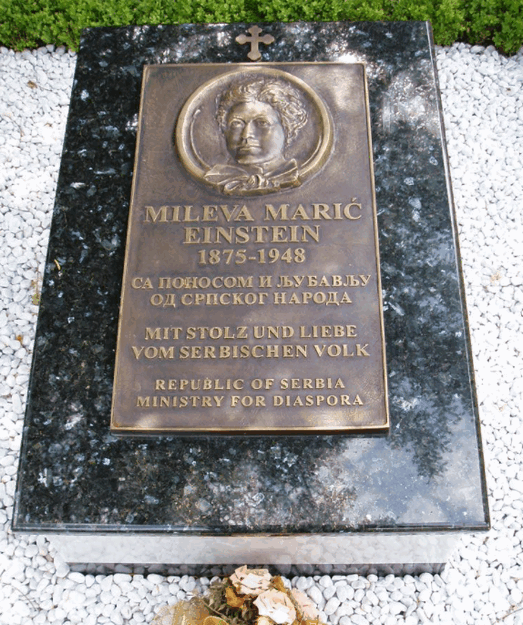 MILEVA MARIĆ
EINSTEIN
1875-1948
СА ПОНОСОМ И ЉУБАВЉУ
ОД СРПСКОГ НАРОДА
MIT STOLZ UND LIEBE
VOM SERBISCHEN VOLK
REPUBLIC OF SERBIA
MINISTRY FOR DIASPORA